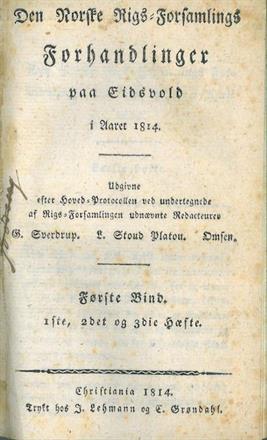 Den Norske Rigs-Forsamlings
Forhandlinger
paa Eidsvold
i Aaret 1814.
Udgivne
efter Hoved-Protocollen ved undertegnede
af Rigs-Forsamlingen udnævnte Redacteurer
G. Sverdrup. L. Stoud Platou. Omsen.
Første Bind.
1ste, 2det og 3die Hæfte.
Christiania 1814.
Trykt hos J. Lehmann og C. Grøndahl.